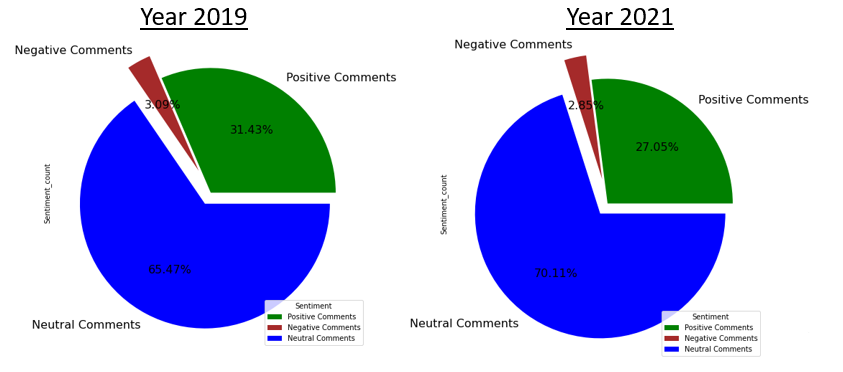 Year 2019
Negative Comments
Positive Comments
3.09%
31.43%
Sentiment_count
65.47%
Neutral Comments
Sentiment
Positive Comments
Negative Comments
Neutral Comments
Year 2021
Negative Comments
Positive Comments
2.85%
27.05%
Sentiment_count
70.11%
Neutral Comments
Sentiment
Positive Comments
Negative Comments
Neutral Comments